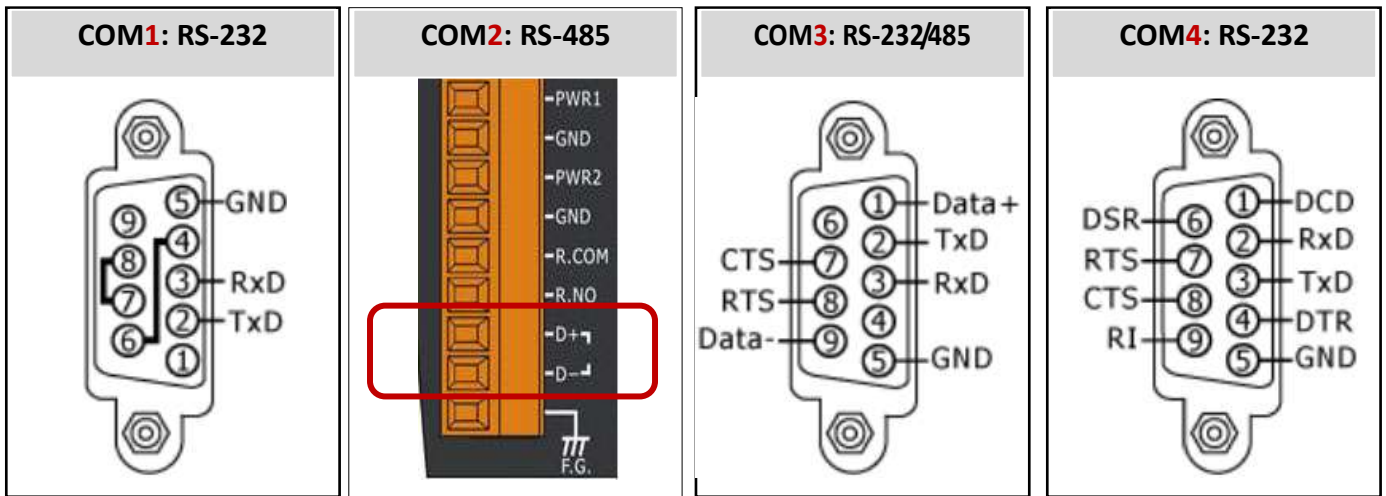 COM1: RS-232
COM2: RS-485
COM3: RS-232/485
COM4: RS-232
5 GND
9
4
8
3 RxD
7
2 TxD
6
1
-PWR1
-GND
-PWR2
-GND
-R.COM
-R.NO
-D+
-D-
F.G.
1 Data+
6
2 TxD
CTS 7
3 RxD
RTS 8
4
Data- 9
5 GND
1 DCD
DSR 6
2 RxD
RTS 7
3 TxD
CTS 8
4 DTR
RI 9
5 GND